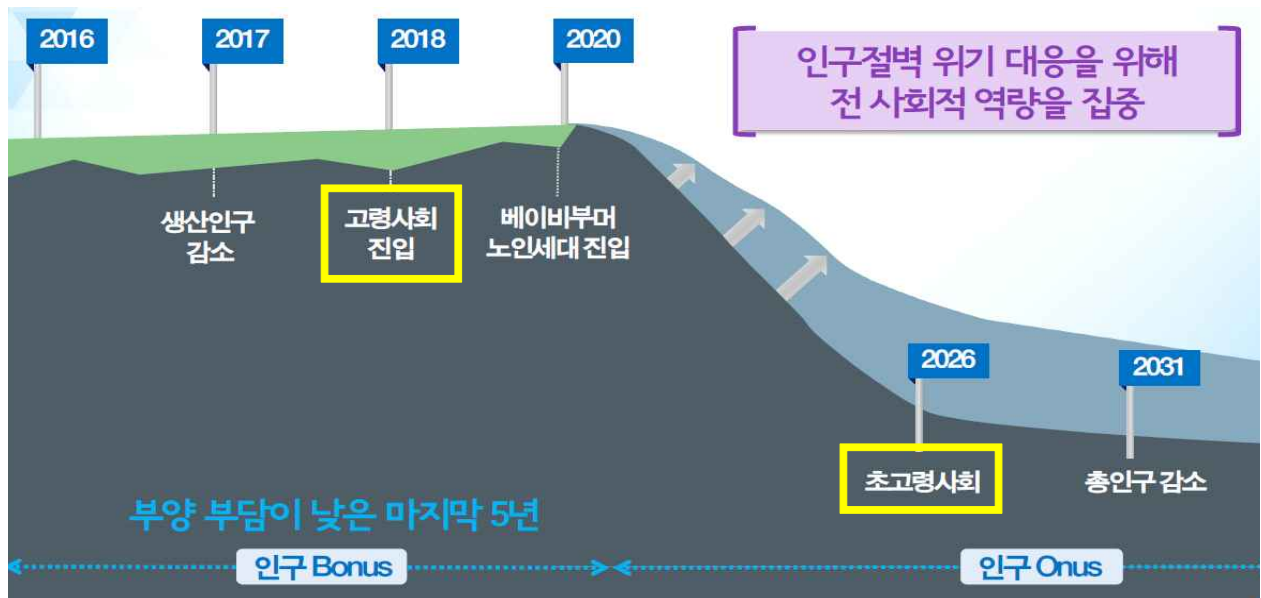 2016
2017
2018
2020
인구절벽 위기 대응을 위해
전 사회적 역량을 집중
생산인구
감소
고령사회
진입
베이비부머
노인세대 진입
2026
2031
초고령사회
총인구 감소
부양 부담이 낮은 마지막 5년
인구 Bonus
인구 Onus